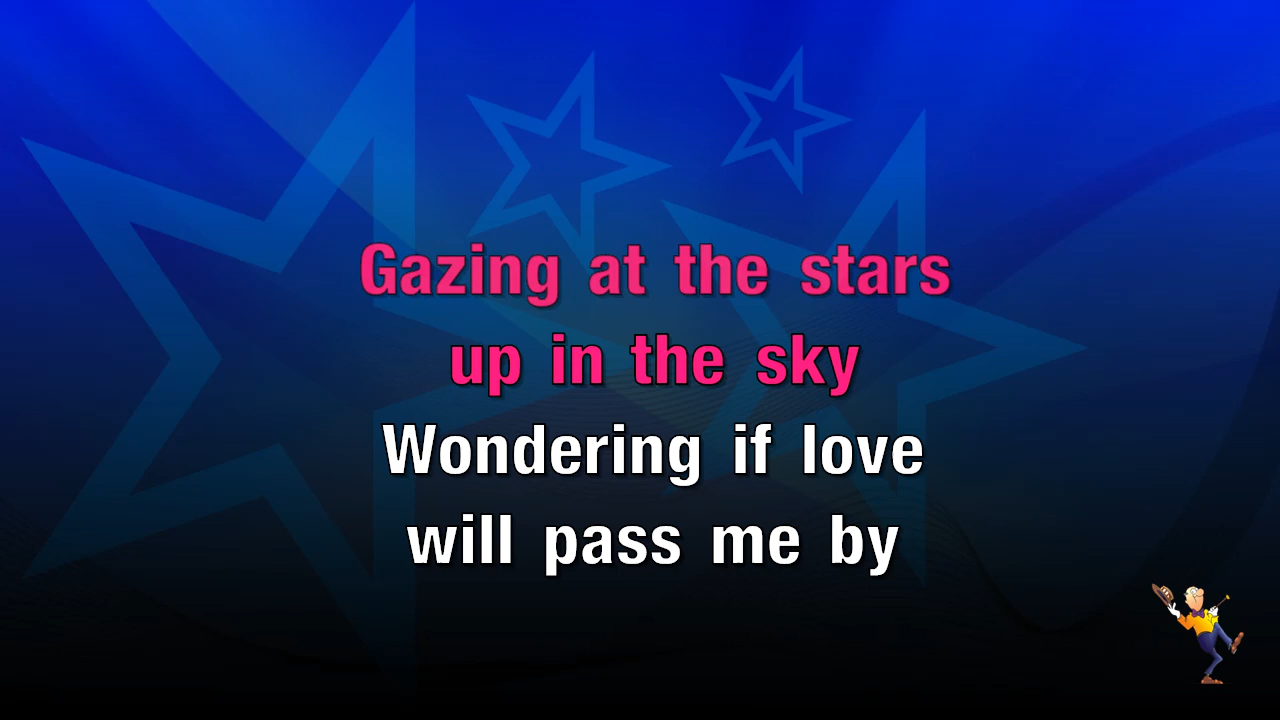 Gazing at the stars
up in the sky
Wondering if love
will pass me by